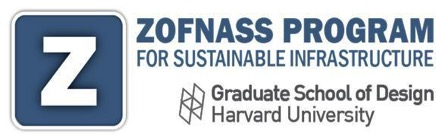 Z
ZOFNASS PROGRAM
FOR SUSTAINABLE INFRASTRUCTURE
Graduate School of Design
Harvard University